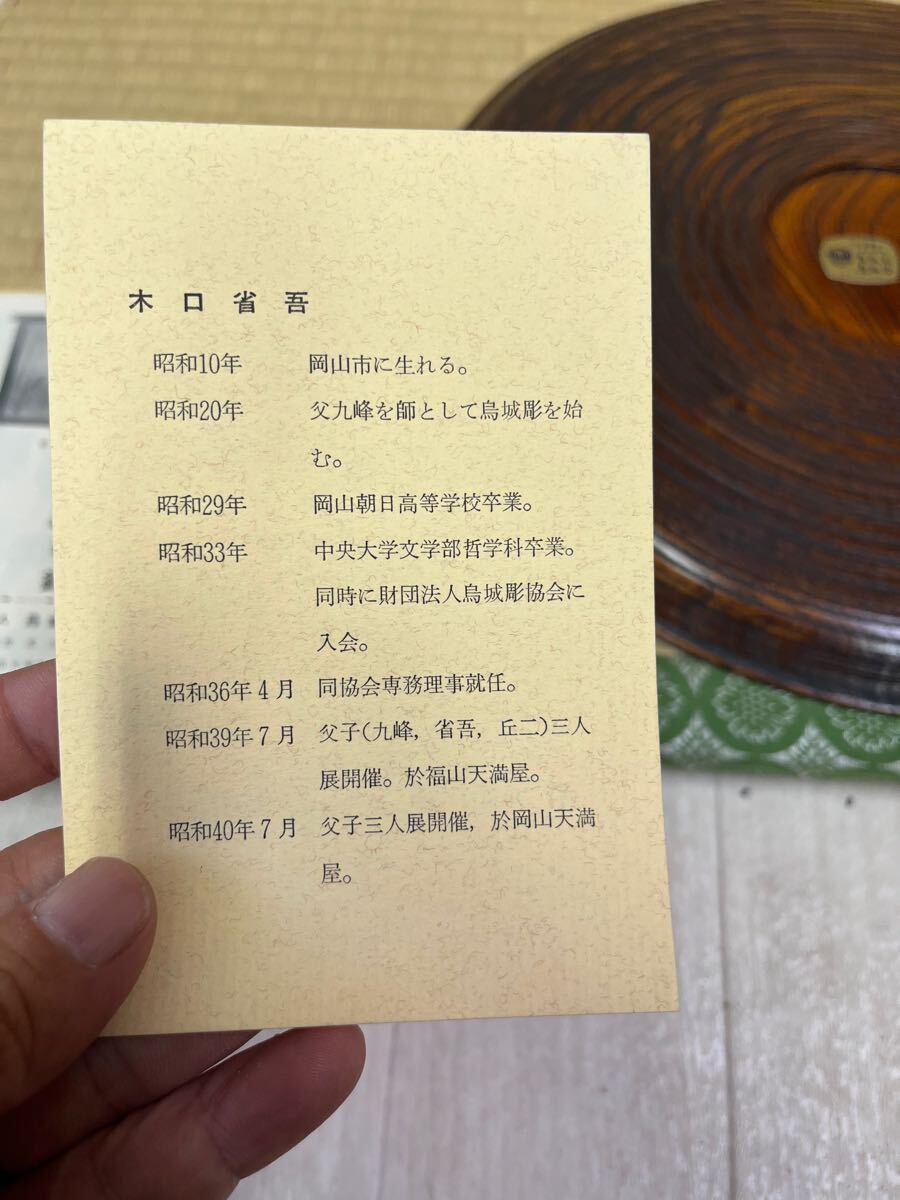 木口省吾
昭和10年 岡山市に生れる。
昭和20年 父九峰を師として烏城彫を始
む。
昭和29年 岡山朝日高等学校卒業。
昭和33年 中央大学文学部哲学科卒業。
同時に財団法人烏城彫協会に
入会。
昭和36年4月 同協会専務理事就任。
昭和39年7月 父子(九峰,省吾,丘二)三人
展開催。於福山天満屋。
昭和40年7月 父子三人展開催,於岡山天満
屋。